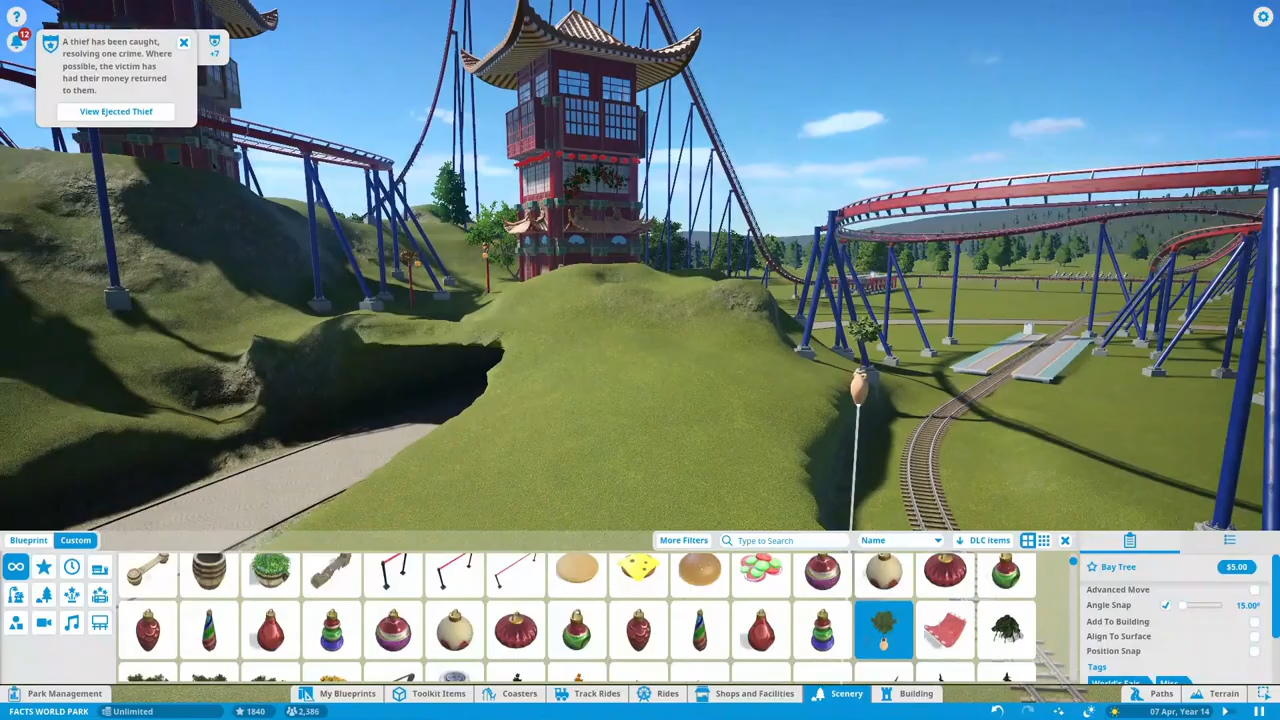 ?
12
A thief has been caught,
resolving one crime. Where
possible, the victim has
had their money returned
to them.
View Ejected Thief
+7
Blueprint
Custom
More Filters
Type to Search
Name
DLC items
Bay Tree
$5.00
Advanced Move
Angle Snap
15.00°
Add To Building
Align To Surface
Position Snap
Tags
World's Fair
Misc
Park Management
My Blueprints
Toolkit Items
Coasters
Track Rides
Rides
Shops and Facilities
Scenery
Building
Paths
Terrain
FACTS WORLD PARK
Unlimited
1840
2,386
07 Apr, Year 14